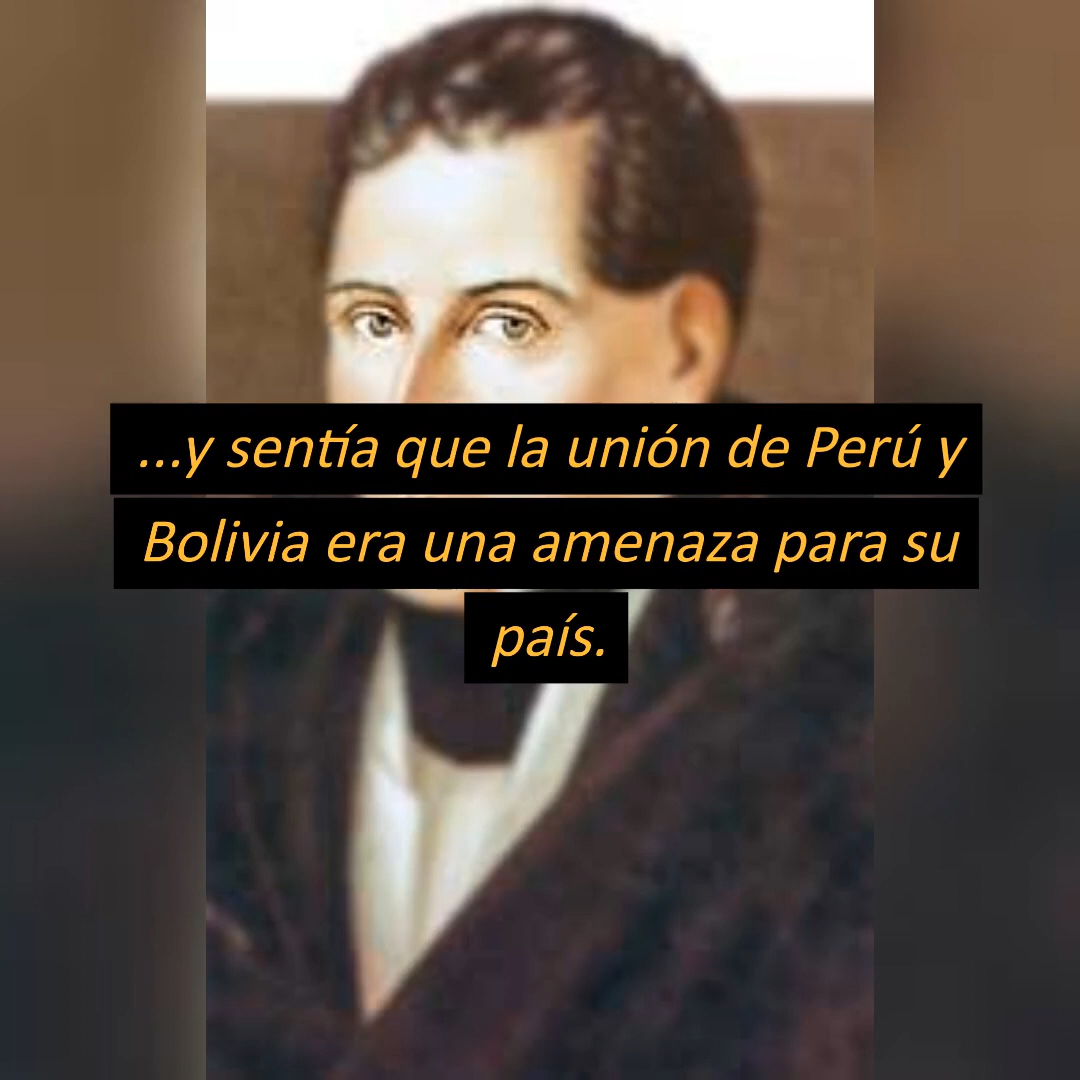 ...y sentía que la unión de Perú y
Bolivia era una amenaza para su
país.